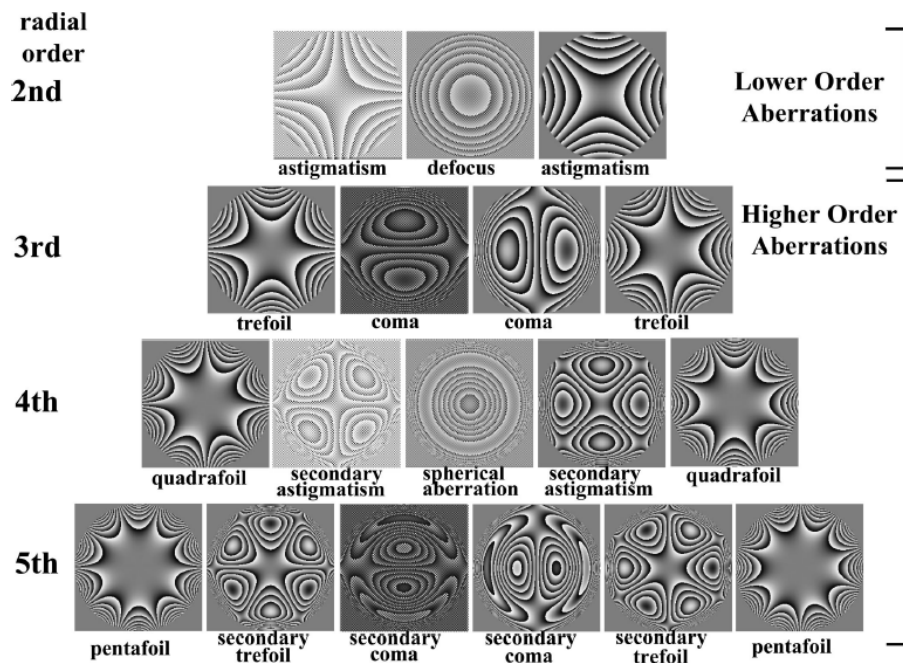 radial
order
2nd
astigmatism
defocus
astigmatism
Lower Order
Aberrations
3rd
trefoil
coma
coma
trefoil
Higher Order
Aberrations
4th
quadrafoil
secondary
astigmatism
spherical
aberration
secondary
astigmatism
quadrafoil
5th
pentafoil
secondary
trefoil
secondary
coma
secondary
coma
secondary
trefoil
pentafoil